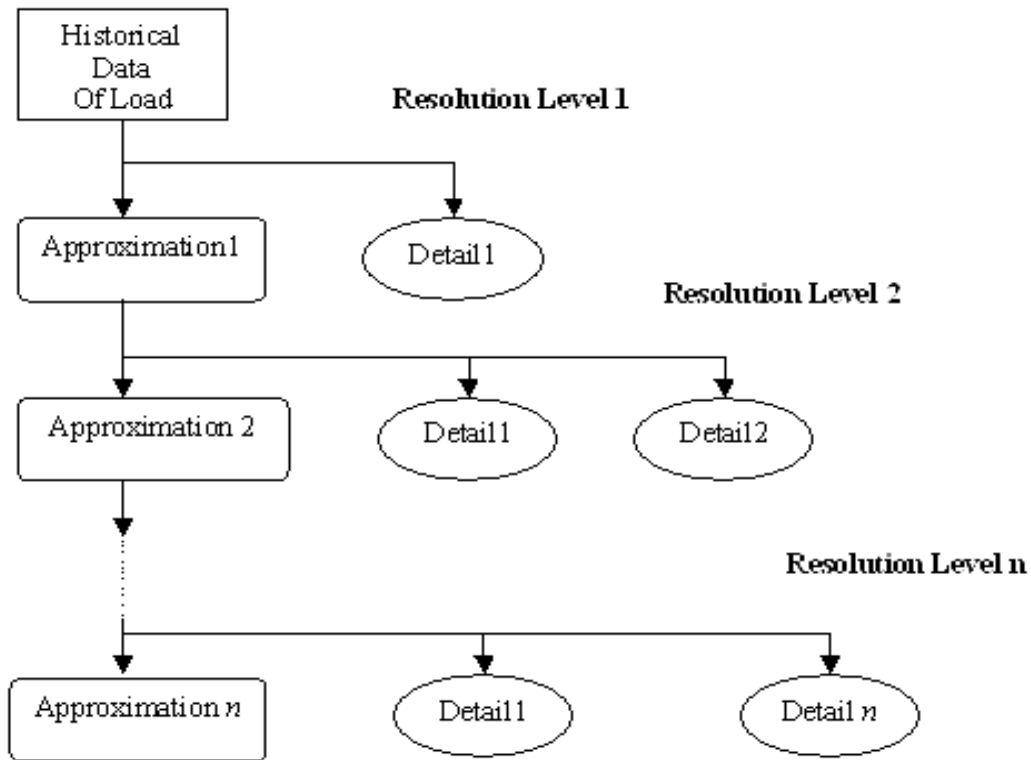 Historical
Data
Of Load
Resolution Level 1
Approximation1
Detail1
Resolution Level 2
Approximation 2
Detail1
Detail2
Resolution Level n
Approximation n
Detail1
Detail n